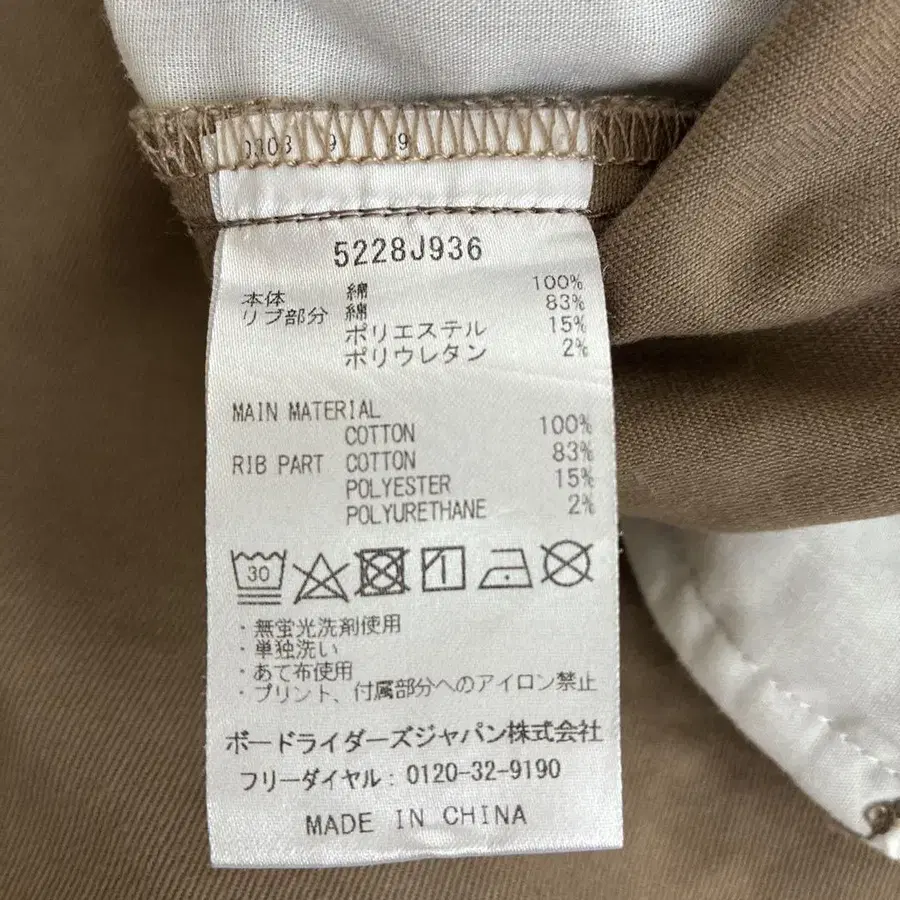 5228J936
本体 綿 100%
リブ部分 綿 83%
ポリエステル 15%
ポリウレタン 2%
MAIN MATERIAL
COTTON 100%
RIB PART COTTON 83%
POLYESTER 15%
POLYURETHANE 2%
30
・無蛍光洗剤使用
・単独洗い
・あて布使用
・プリント、付属部分へのアイロン禁止
ボードライダーズジャパン株式会社
フリーダイヤル：0120-32-9190
MADE IN CHINA